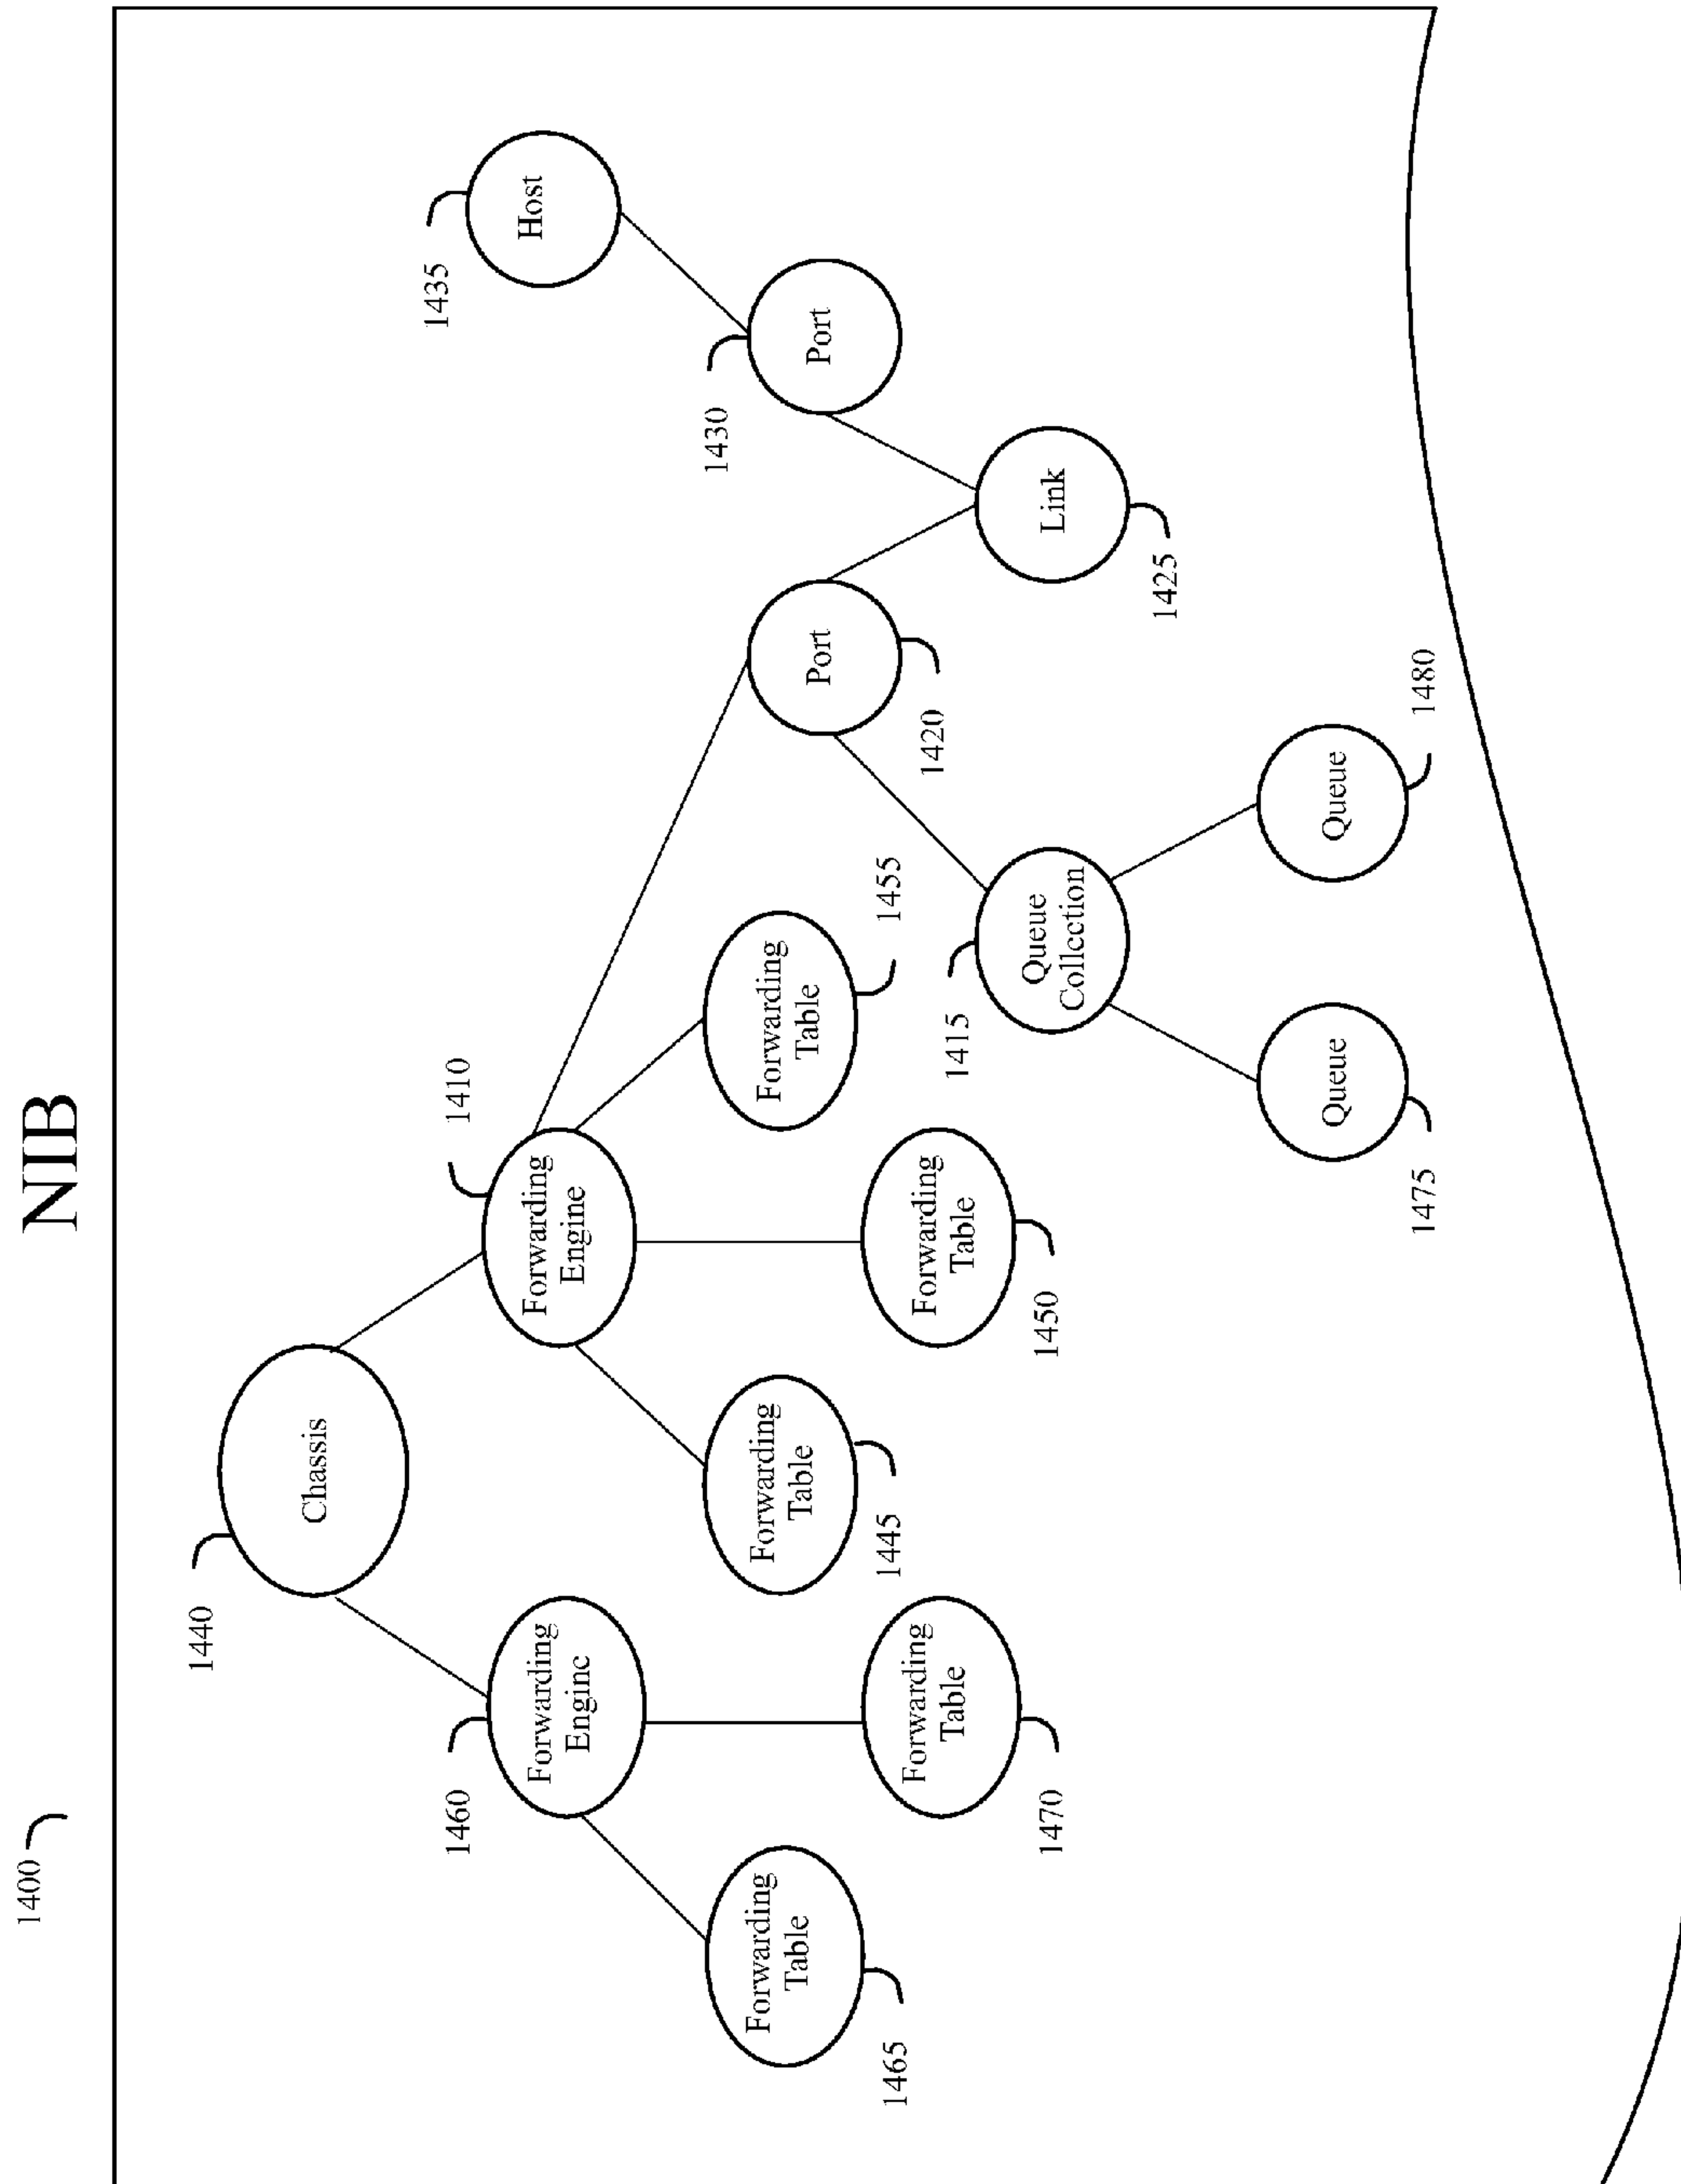 NIB
1400
1440
Chassis
1435
Host
1460
Forwarding
Engine
1410
Forwarding
Engine
1430
Port
Port
1420
Forwarding
Table
1465
Forwarding
Table
1445
Forwarding
Table
1455
Forwarding
Table
1470
Forwarding
Table
1450
1415
Queue
Collection
Link
1425
Queue
1475
Queue
1480